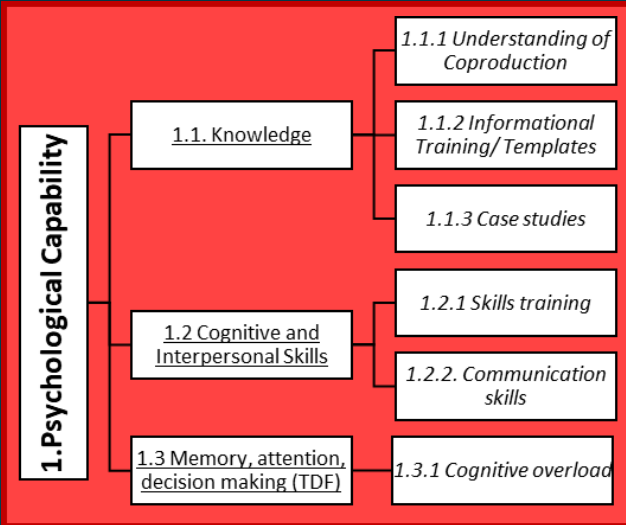 1.Psychological Capability
1.1. Knowledge
1.1.1 Understanding of
Coproduction
1.1.2 Informational
Training/ Templates
1.1.3 Case studies
1.2 Cognitive and
Interpersonal Skills
1.2.1 Skills training
1.2.2. Communication
skills
1.3 Memory, attention,
decision making (TDF)
1.3.1 Cognitive overload